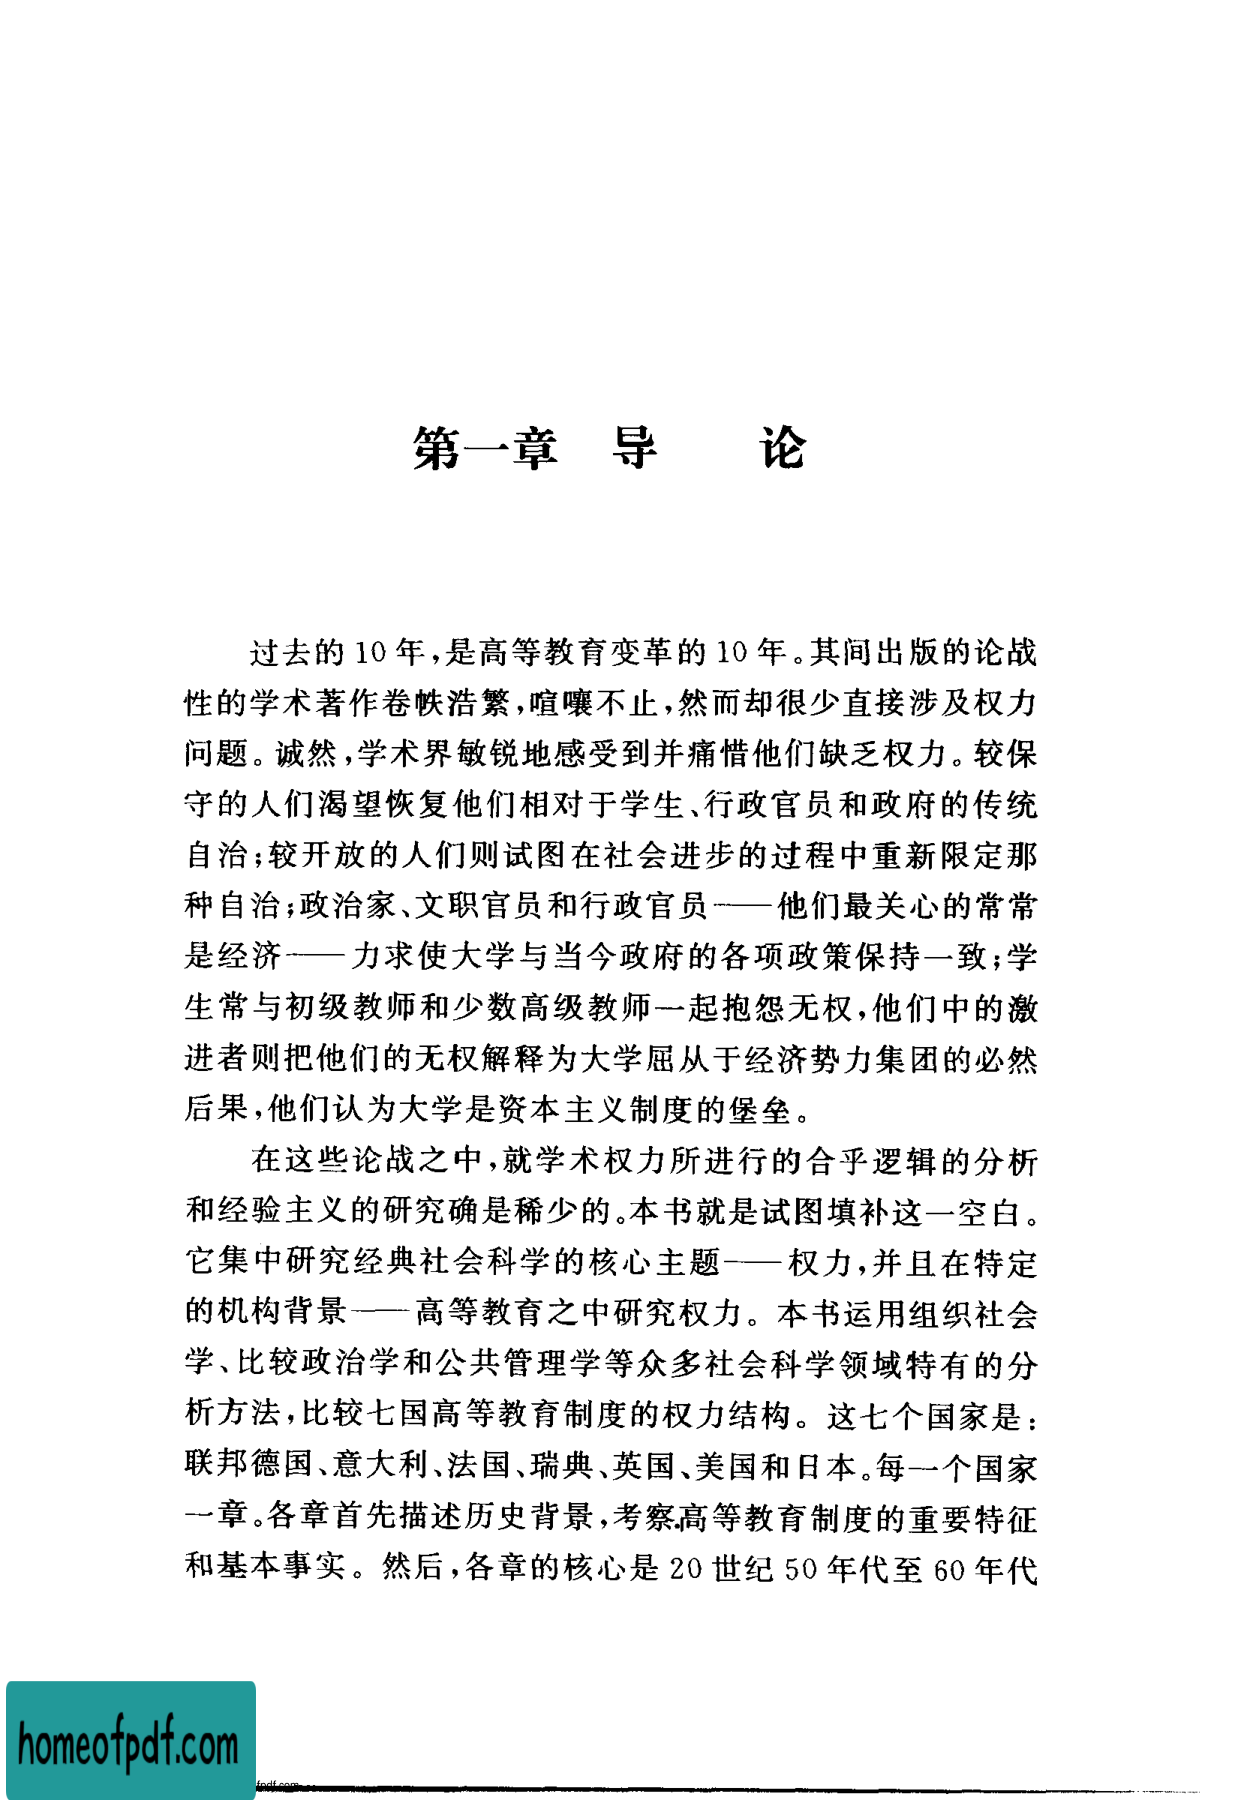 第一章 导 论
过去的 10 年,是高等教育变革的 10 年。其间出版的论战
性的学术著作卷帙浩繁,喧嚷不止,然而却很少直接涉及权力
问题。诚然,学术界敏锐地感受到并痛惜他们缺乏权力。较保
守的人们渴望恢复他们相对于学生、行政官员和政府的传统
自治;较开放的人们则试图在社会进步的过程中重新限定那
种自治;政治家、文职官员和行政官员——他们最关心的常常
是经济——力求使大学与当今政府的各项政策保持一致;学
生常与初级教师和少数高级教师一起抱怨无权,他们中的激
进者则把他们的无权解释为大学屈从于经济势力集团的必然
后果,他们认为大学是资本主义制度的堡垒。
在这些论战之中,就学术权力所进行的合乎逻辑的分析
和经验主义的研究确是稀少的。本书就是试图填补这一空白。
它集中研究经典社会科学的核心主题——权力,并且在特定
的机构背景——高等教育之中研究权力。本书运用组织社会
学、比较政治学和公共管理学等众多社会科学领域特有的分
析方法,比较七国高等教育制度的权力结构。这七个国家是:
联邦德国、意大利、法国、瑞典、英国、美国和日本。每一个国家
一章。各章首先描述历史背景,考察高等教育制度的重要特征
和基本事实。然后,各章的核心是 20 世纪 50 年代至 60 年代
homeofpdf.com
fpdf.com